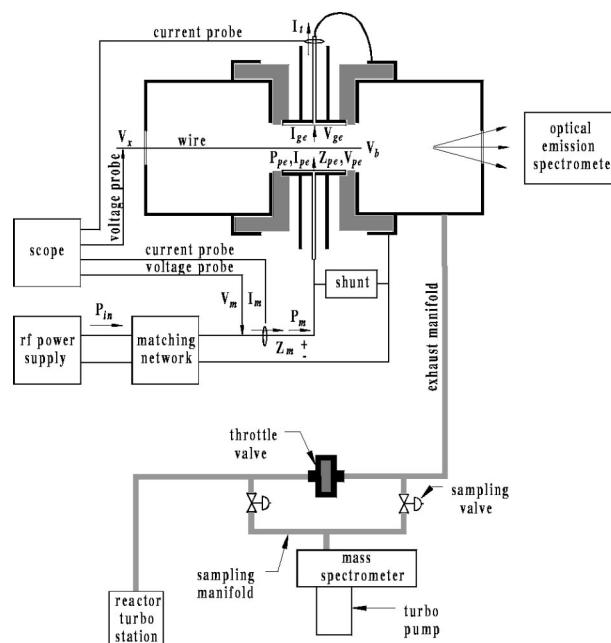 I_t
current probe
I_ge V_ge
V_x
wire
V_b
P_pe, I_pe Z_pe, V_pe
voltage probe
optical
emission
spectrometer
scope
current probe
voltage probe
V_m
I_m
P_m
shunt
P_in
rf power
supply
matching
network
Z_m
+
-
exhaust manifold
throttle
valve
sampling
valve
sampling
manifold
mass
spectrometer
reactor
turbo
station
turbo
pump